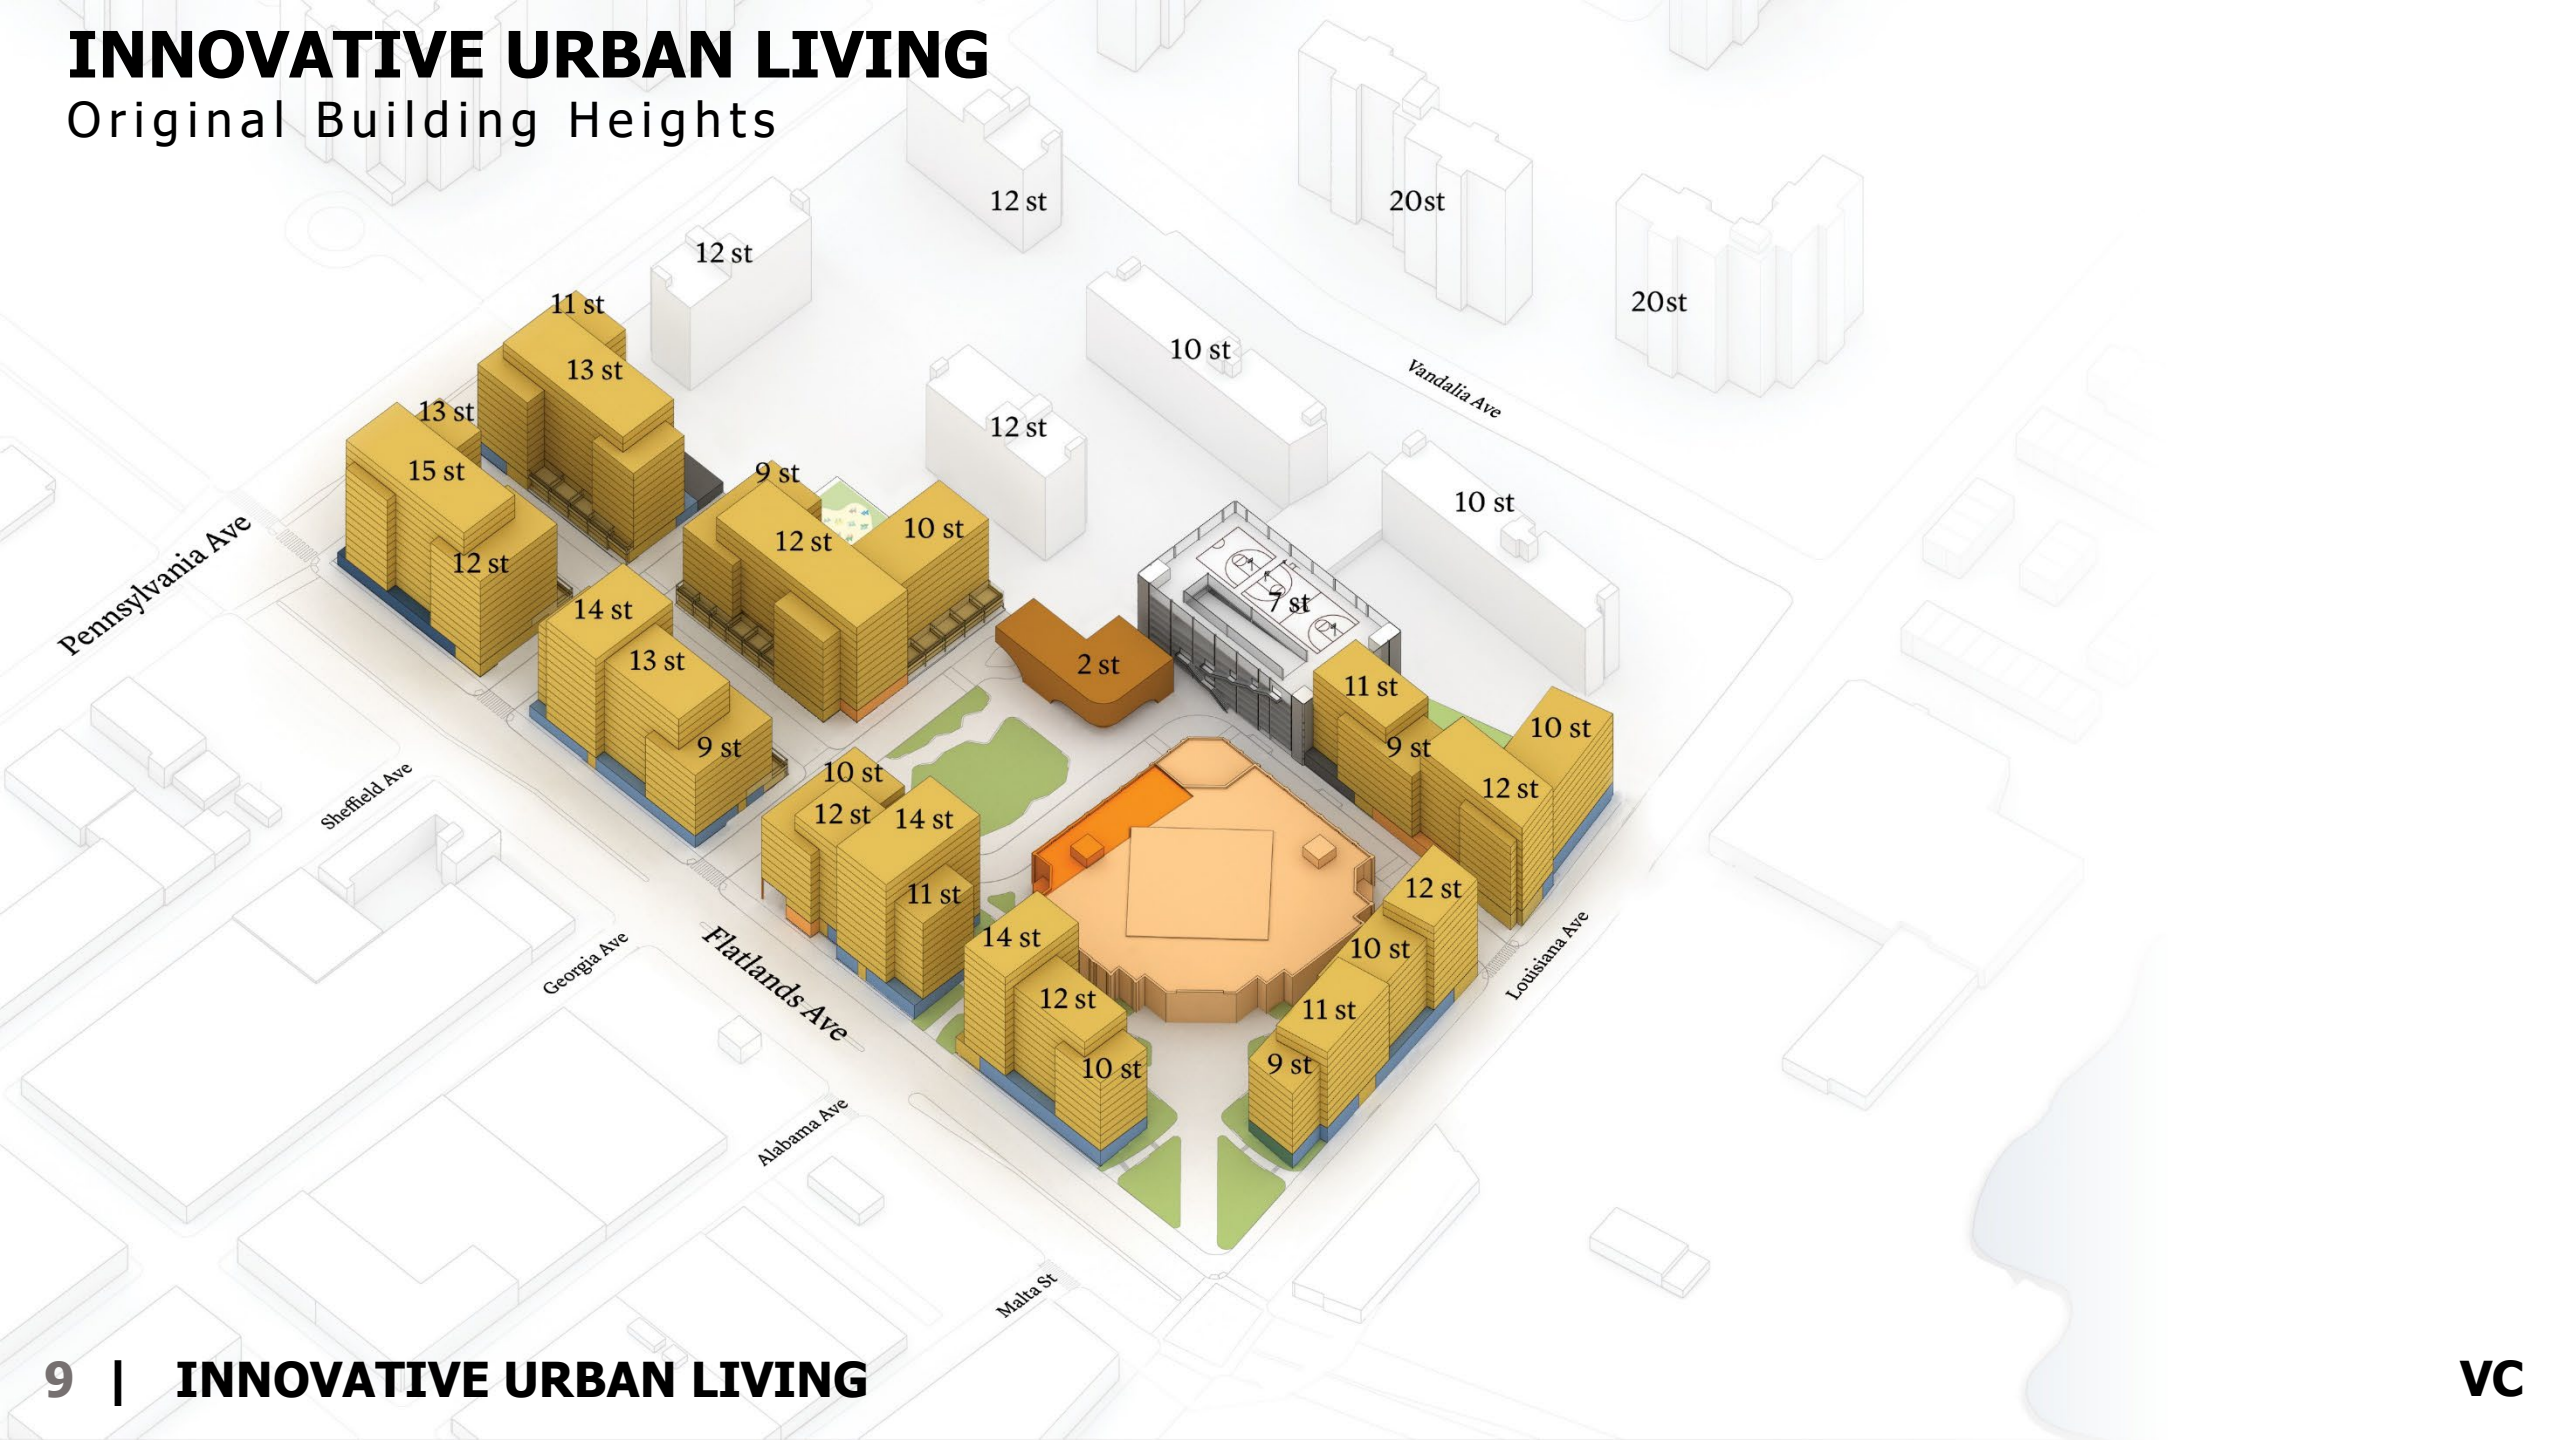 INNOVATIVE URBAN LIVING
Original Building Heights
12 st
20st
12 st
20st
11 st
10 st
13 st
Vandalia Ave
13 st
12 st
15 st
9 st
10 st
10 st
12 st
12 st
Pennsylvania Ave
14 st
7 st
13 st
2 st
11 st
10 st
9 st
9 st
10 st
12 st
Sheffield Ave
12 st
14 st
12 st
11 st
14 st
10 st
Louisiana Ave
Georgia Ave
Flatlands Ave
12 st
11 st
10 st
9 st
Alabama Ave
Malta St
9 | INNOVATIVE URBAN LIVING
VC